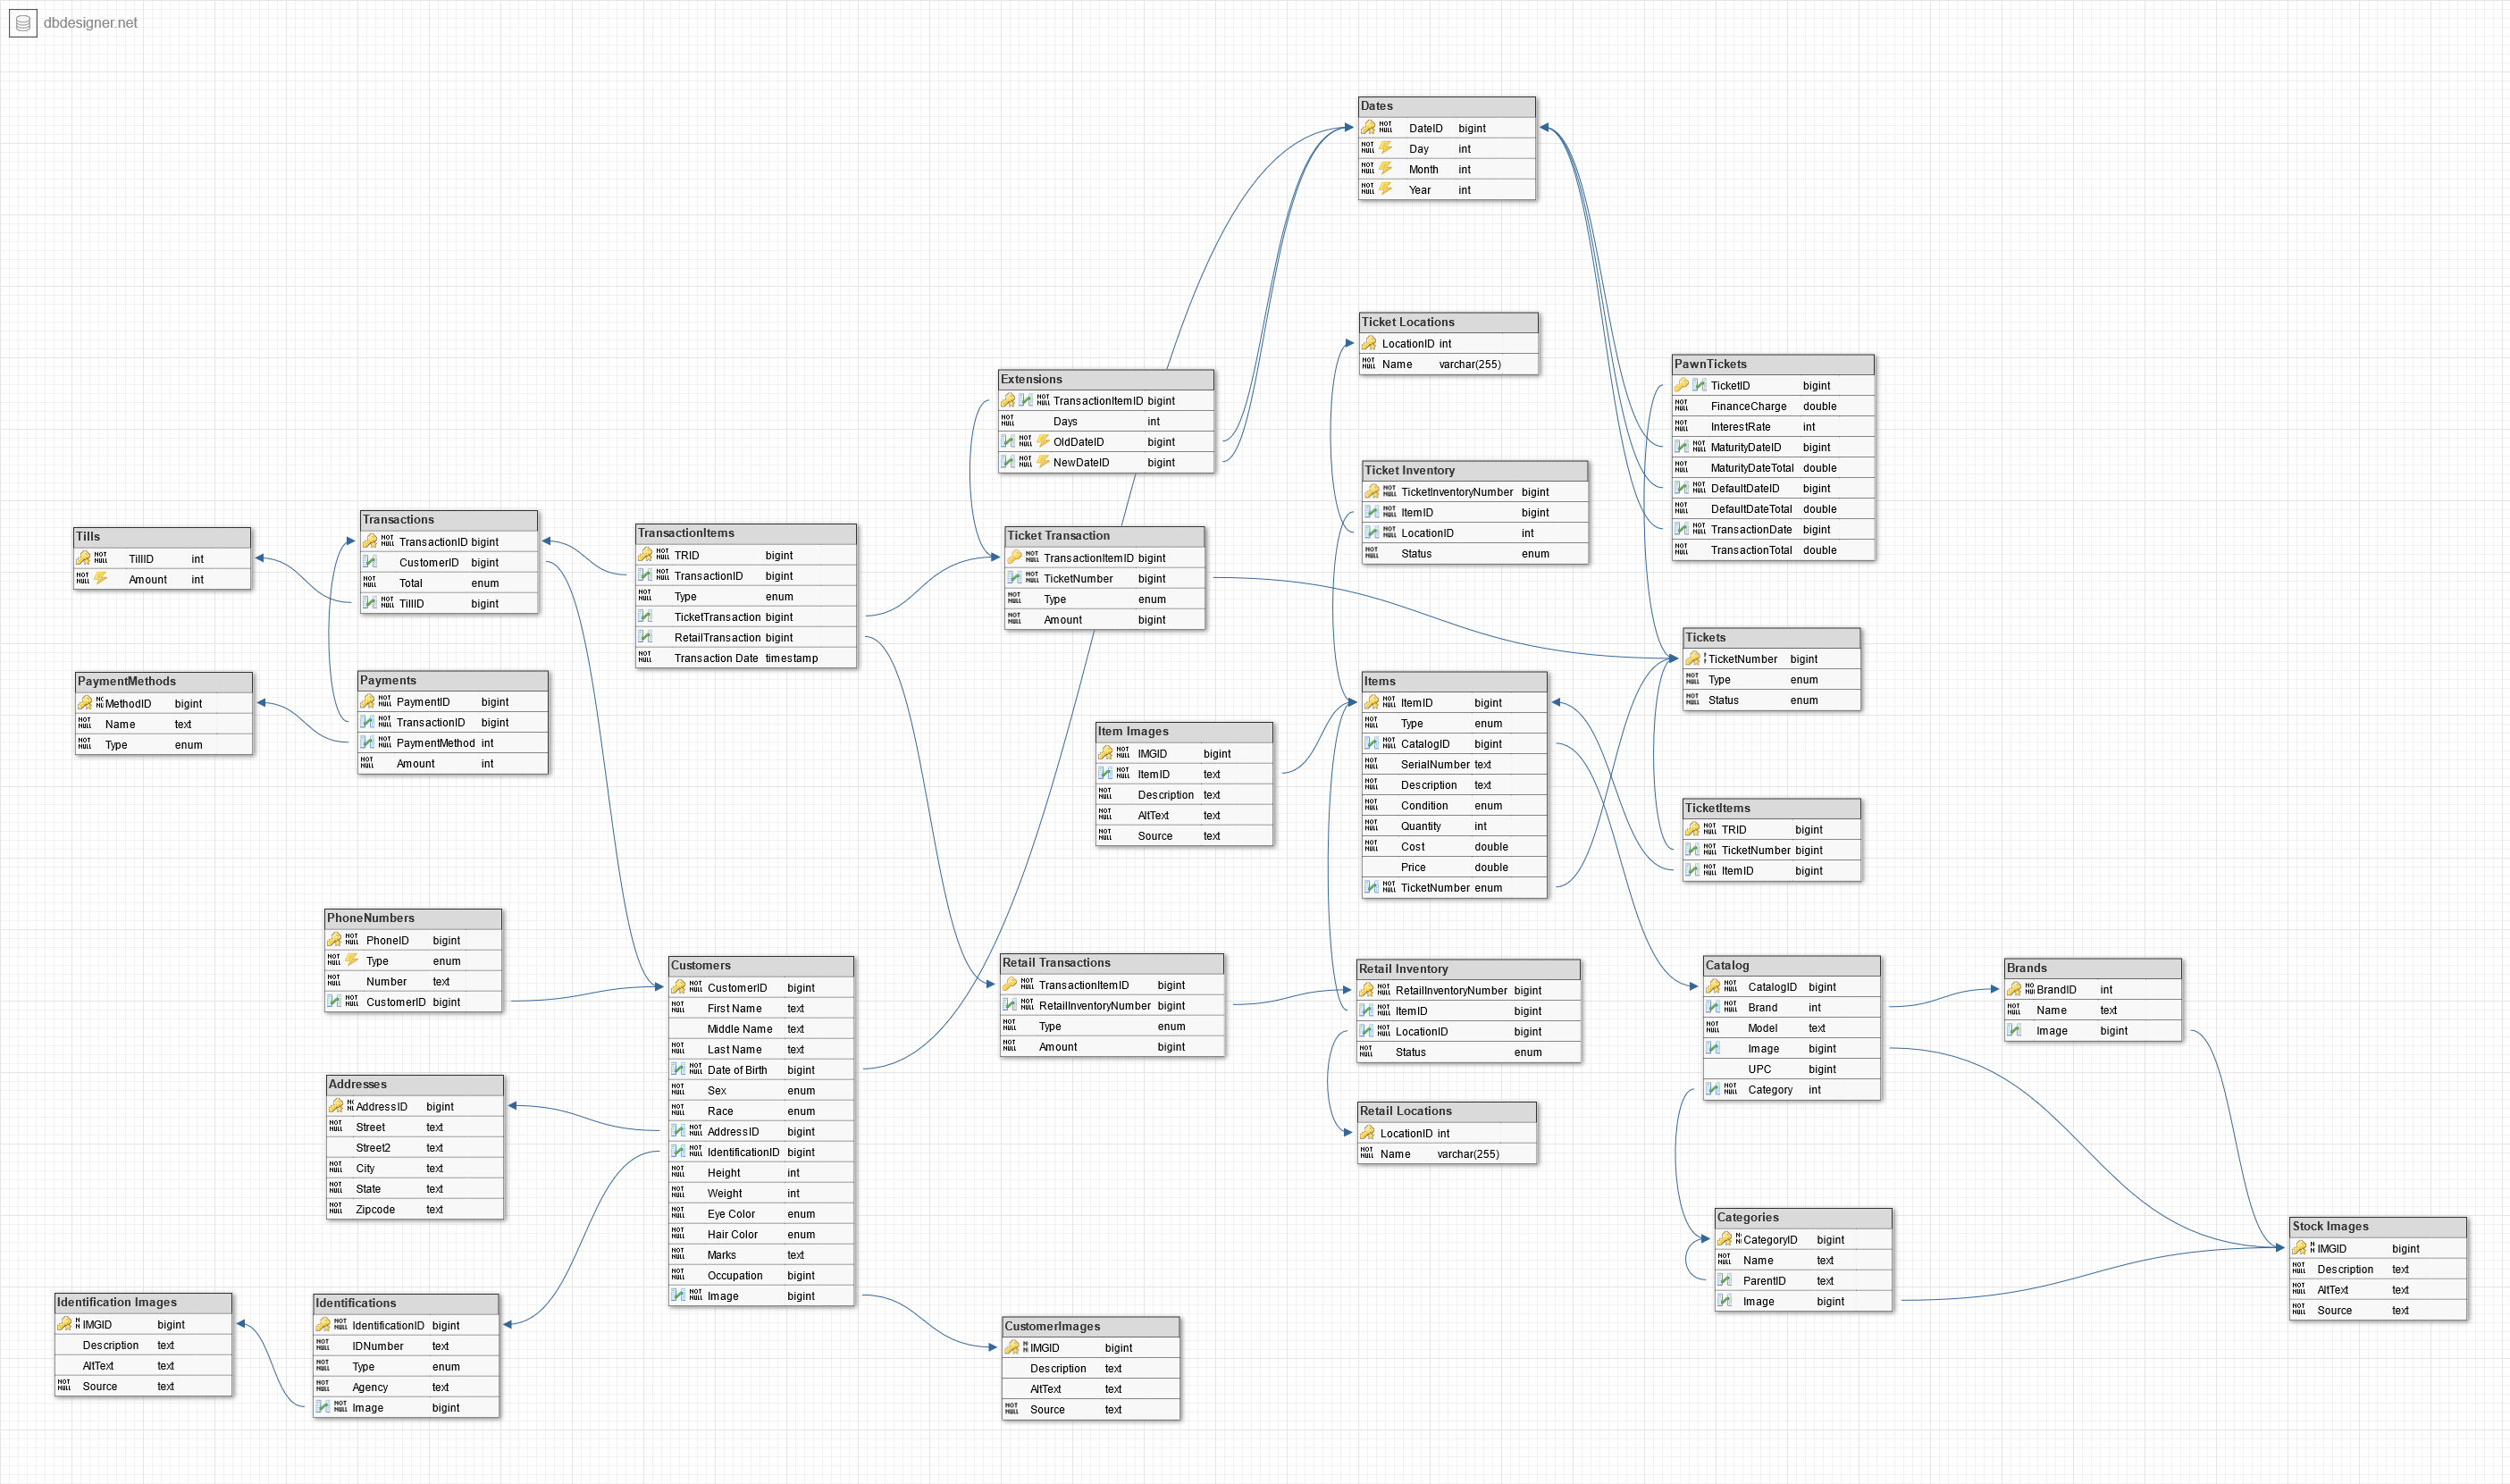 dbdesigner.net
Dates
NOT NULL DateID bigint
NOT NULL Day int
NOT NULL Month int
NOT NULL Year int
Ticket Locations
LocationID int
NOT NULL Name varchar(255)
PawnTickets
TicketID bigint
NOT NULL FinanceCharge double
NOT NULL InterestRate int
NOT NULL MaturityDateID bigint
NOT NULL MaturityDateTotal double
NOT NULL DefaultDateID bigint
NOT NULL DefaultDateTotal double
NOT NULL TransactionDate bigint
NOT NULL TransactionTotal double
Extensions
NOT NULL TransactionItemID bigint
NOT NULL Days int
NOT NULL OldDateID bigint
NOT NULL NewDateID bigint
Ticket Inventory
NOT NULL TicketInventoryNumber bigint
NOT NULL ItemID bigint
NOT NULL LocationID int
NOT NULL Status enum
Tills
NOT NULL TillID int
NOT NULL Amount int
Transactions
NOT NULL TransactionID bigint
CustomerID bigint
NOT NULL Total enum
NOT NULL TillID bigint
TransactionItems
NOT NULL TRID bigint
NOT NULL TransactionID bigint
NOT NULL Type enum
TicketTransaction bigint
RetailTransaction bigint
NOT NULL Transaction Date timestamp
Ticket Transaction
NOT NULL TransactionItemID bigint
NOT NULL TicketNumber bigint
NOT NULL Type enum
NOT NULL Amount bigint
Tickets
TicketNumber bigint
NOT NULL Type enum
NOT NULL Status enum
PaymentMethods
MethodID bigint
NOT NULL Name text
NOT NULL Type enum
Payments
NOT NULL PaymentID bigint
NOT NULL TransactionID bigint
NOT NULL PaymentMethod int
NOT NULL Amount int
Item Images
NOT NULL IMGID bigint
NOT NULL ItemID text
NOT NULL Description text
NOT NULL AltText text
NOT NULL Source text
Items
NOT NULL ItemID bigint
NOT NULL Type enum
NOT NULL CatalogID bigint
NOT NULL SerialNumber text
NOT NULL Description text
NOT NULL Condition enum
NOT NULL Quantity int
NOT NULL Cost double
Price double
NOT NULL TicketNumber enum
TicketItems
NOT NULL TRID bigint
NOT NULL TicketNumber bigint
NOT NULL ItemID bigint
PhoneNumbers
NOT NULL PhoneID bigint
NOT NULL Type enum
NOT NULL Number text
NOT NULL CustomerID bigint
Customers
NOT NULL CustomerID bigint
NOT NULL First Name text
Middle Name text
NOT NULL Last Name text
NOT NULL Date of Birth bigint
NOT NULL Sex enum
NOT NULL Race enum
NOT NULL AddressID bigint
NOT NULL IdentificationID bigint
NOT NULL Height int
NOT NULL Weight int
NOT NULL Eye Color enum
NOT NULL Hair Color enum
NOT NULL Marks text
NOT NULL Occupation bigint
NOT NULL Image bigint
Retail Transactions
NOT NULL TransactionItemID bigint
NOT NULL RetailInventoryNumber bigint
NOT NULL Type enum
NOT NULL Amount bigint
Retail Inventory
NOT NULL RetailInventoryNumber bigint
NOT NULL ItemID bigint
NOT NULL LocationID bigint
NOT NULL Status enum
Catalog
NOT NULL CatalogID bigint
NOT NULL Brand int
NOT NULL Model text
Image bigint
UPC bigint
NOT NULL Category int
Brands
BrandID int
NOT NULL Name text
Image bigint
Addresses
AddressID bigint
NOT NULL Street text
Street2 text
NOT NULL City text
NOT NULL State text
NOT NULL Zipcode text
Retail Locations
LocationID int
NOT NULL Name varchar(255)
Categories
CategoryID bigint
NOT NULL Name text
ParentID text
Image bigint
Stock Images
IMGID bigint
NOT NULL Description text
NOT NULL AltText text
NOT NULL Source text
Identification Images
IMGID bigint
Description text
AltText text
NOT NULL Source text
Identifications
NOT NULL IdentificationID bigint
NOT NULL IDNumber text
NOT NULL Type enum
NOT NULL Agency text
NOT NULL Image bigint
CustomerImages
IMGID bigint
Description text
AltText text
NOT NULL Source text